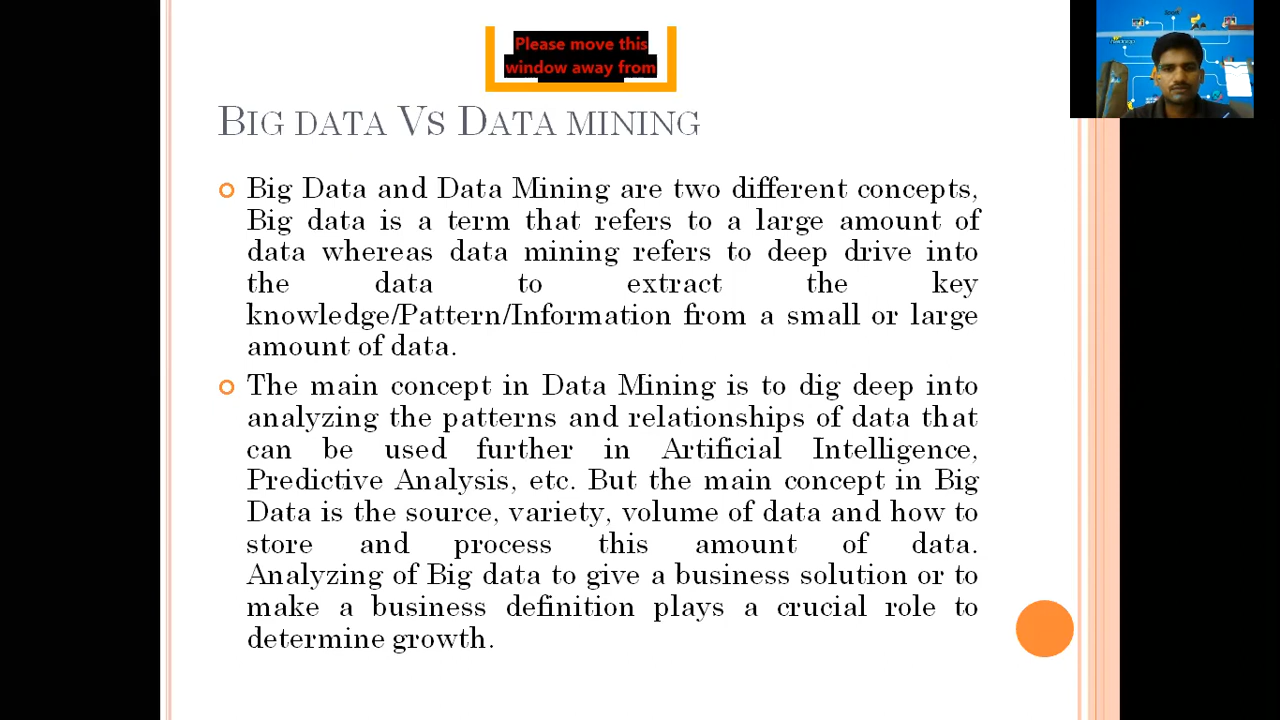 Please move this
window away from
BIG DATA VS DATA MINING
Big Data and Data Mining are two different concepts,
Big data is a term that refers to a large amount of
data whereas data mining refers to deep drive into
the data to extract the key
knowledge/Pattern/Information from a small or large
amount of data.
The main concept in Data Mining is to dig deep into
analyzing the patterns and relationships of data that
can be used further in Artificial Intelligence,
Predictive Analysis, etc. But the main concept in Big
Data is the source, variety, volume of data and how to
store and process this amount of data.
Analyzing of Big data to give a business solution or to
make a business definition plays a crucial role to
determine growth.